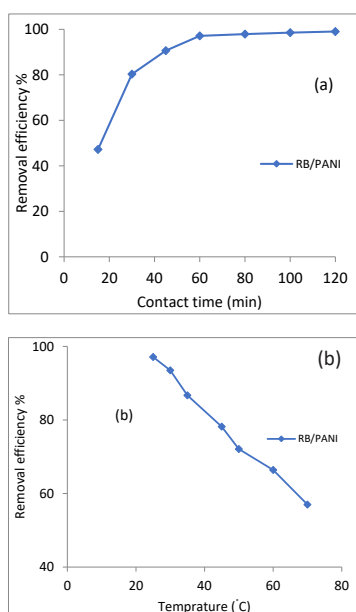 100
(a)
80
Removal efficiency %
60
RB/PANI
40
20
0
0 20 40 60 80 100 120
Contact time (min)
100
(b)
Removal efficiency %
80
(b)
RB/PANI
60
40
0 20 40 60 80
Temprature (°C)